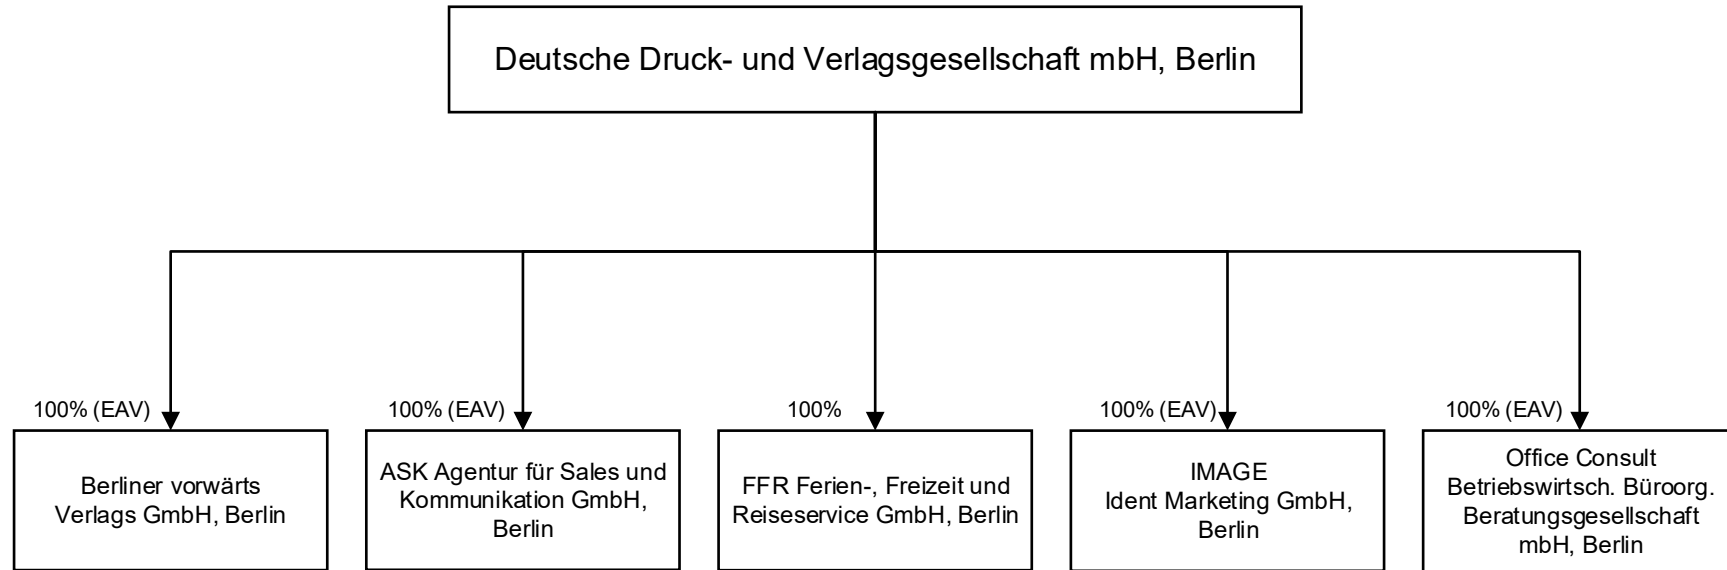 Deutsche Druck- und Verlagsgesellschaft mbH, Berlin
100% (EAV)
100% (EAV)
100%
100% (EAV)
100% (EAV)
Berliner vorwärts
Verlags GmbH, Berlin
ASK Agentur für Sales und
Kommunikation GmbH,
Berlin
FFR Ferien-, Freizeit und
Reiseservice GmbH, Berlin
IMAGE
Ident Marketing GmbH,
Berlin
Office Consult
Betriebswirtsch. Büroorg.
Beratungsgesellschaft
mbH, Berlin